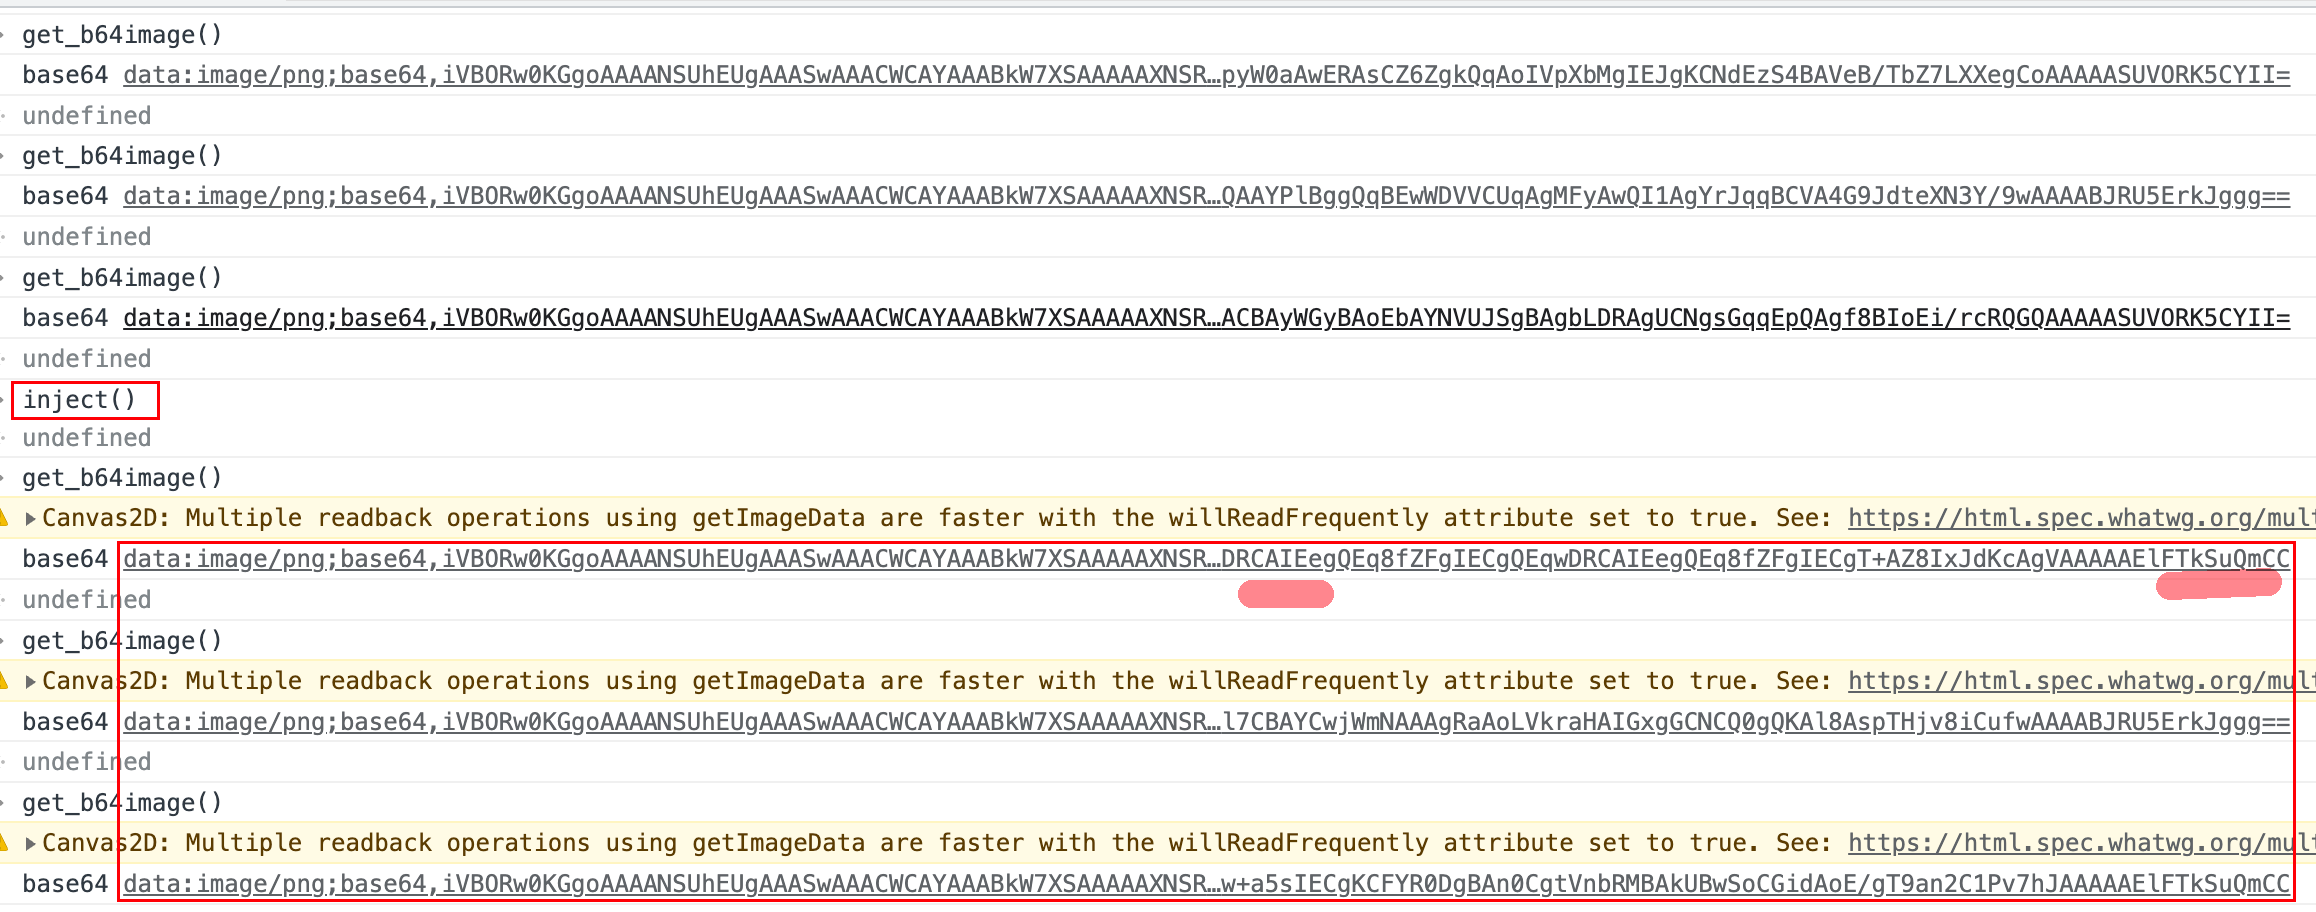 get_b64image()
base64 data:image/png;base64,iVBORw0KGgoAAAANSUhEUgAAASwAAACWCAYAAABkW7XSAAAAAXNSR…pyW0aAwERAsCZ6ZgkQqAoIVpXbMgIEJgKCNdEzS4BAVeB/TbZ7LXXegCoAAAAASUVORK5CYII=
undefined
get_b64image()
base64 data:image/png;base64,iVBORw0KGgoAAAANSUhEUgAAASwAAACWCAYAAABkW7XSAAAAAXNSR…QAAYPlBggQqBEwWDVVCUqAgMFyAwQI1AgYrJqqBCVA4G9JdteXN3Y/9wAAAABJRU5ErkJggg==
undefined
get_b64image()
base64 data:image/png;base64,iVBORw0KGgoAAAANSUhEUgAAASwAAACWCAYAAABkW7XSAAAAAXNSR…ACBAyWGyBAoEbAYNVUJSgBAgbLDRAgUCNgsGqqEpQAgf8BIoEi/rcRQGQAAAAASUVORK5CYII=
undefined
inject()
undefined
get_b64image()
Canvas2D: Multiple readback operations using getImageData are faster with the willReadFrequently attribute set to true. See: https://html.spec.whatwg.org/mult
base64 data:image/png;base64,iVBORw0KGgoAAAANSUhEUgAAASwAAACWCAYAAABkW7XSAAAAAXNSR…DRCAIEegQEq8fZFgIECgQEqwDRCAIEegQEq8fZFgIECgT+AZ8IxJdKcAgVAAAAAElFTkSuQmCC
undefined
get_b64image()
Canvas2D: Multiple readback operations using getImageData are faster with the willReadFrequently attribute set to true. See: https://html.spec.whatwg.org/mult
base64 data:image/png;base64,iVBORw0KGgoAAAANSUhEUgAAASwAAACWCAYAAABkW7XSAAAAAXNSR…l7CBAYCwjWmNAAAgRaAoLVkraHAIGxgGCNCQ0gQKAl8AspTHjv8iCufwAAAABJRU5ErkJggg==
undefined
get_b64image()
Canvas2D: Multiple readback operations using getImageData are faster with the willReadFrequently attribute set to true. See: https://html.spec.whatwg.org/mult
base64 data:image/png;base64,iVBORw0KGgoAAAANSUhEUgAAASwAAACWCAYAAABkW7XSAAAAAXNSR…w+a5sIECgKCFYR0DgBAn0CgtVnbRMBAkUBwSoCGidAoE/gT9an2C1Pv7hJAAAAAElFTkSuQmCC